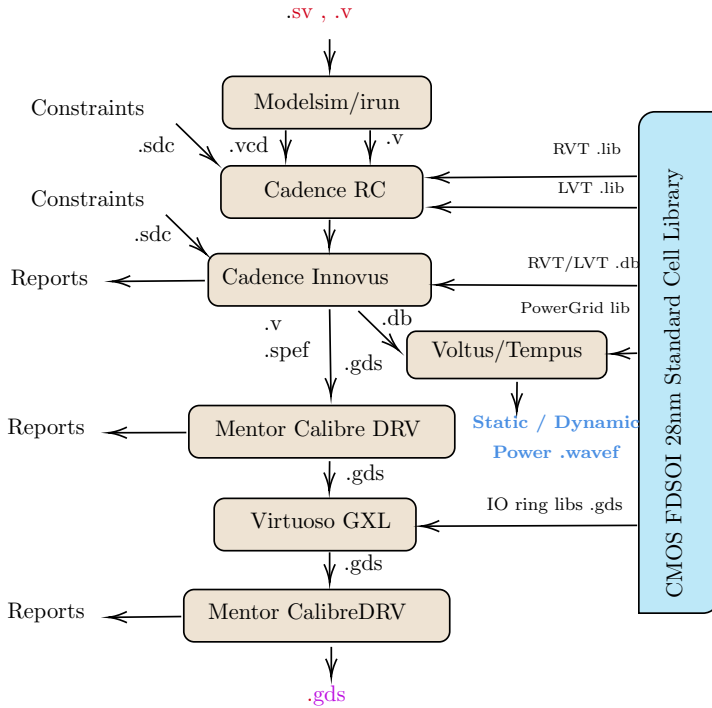 .sv , .v
Modelsim/irun
Constraints
.sdc
.vcd
.v
RVT .lib
Cadence RC
LVT .lib
Constraints
.sdc
Reports
Cadence Innovus
RVT/LVT .db
PowerGrid lib
.v
.spef
.gds
.db
Voltus/Tempus
Static / Dynamic
Power .wavef
Reports
Mentor Calibre DRV
.gds
Virtuoso GXL
IO ring libs .gds
.gds
Reports
Mentor CalibreDRV
.gds
CMOS FDSOI 28nm Standard Cell Library